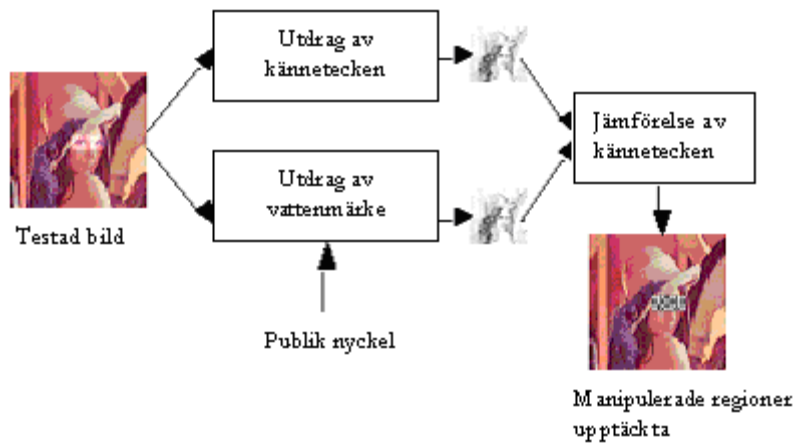 Utdrag av
kännetecken
Testad bild
Utdrag av
vattenmärke
Publik nyckel
Jämförelse av
kännetecken
Manipulerade regioner
upptäckta